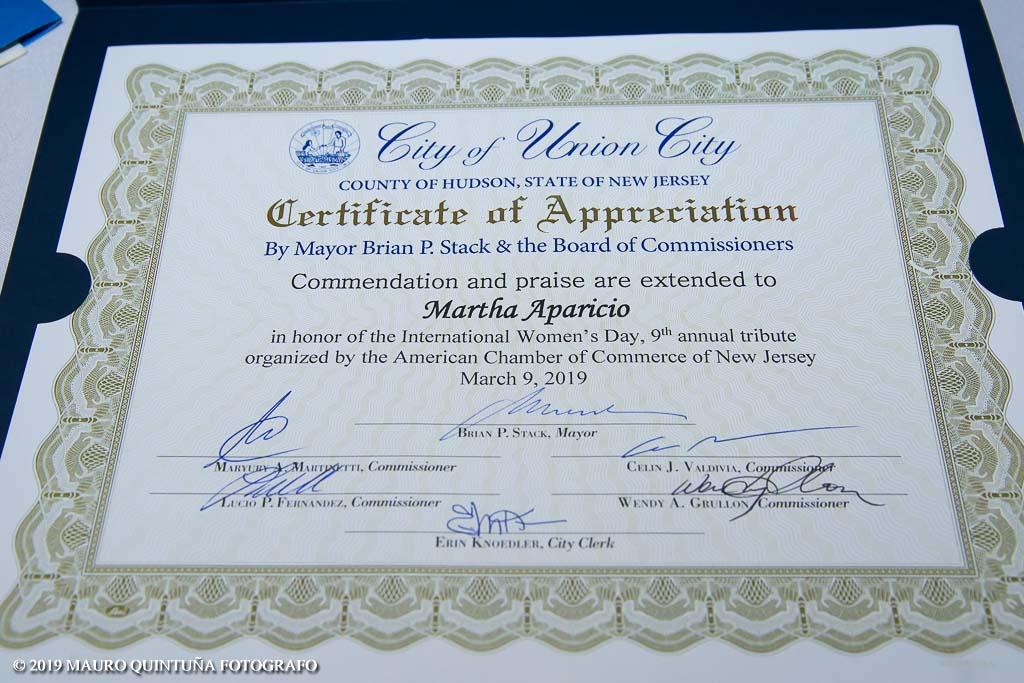 City of Union City
COUNTY OF HUDSON, STATE OF NEW JERSEY
Certificate of Appreciation
By Mayor Brian P. Stack & the Board of Commissioners
Commendation and praise are extended to
Martha Aparicio
in honor of the International Women's Day, 9th annual tribute
organized by the American Chamber of Commerce of New Jersey
March 9, 2019
BRIAN P. STACK, Mayor
MARYURY A. MARTINETTI, Commissioner
CELIN J. VALDIVIA, Commissioner
LUCIO P. FERNANDEZ, Commissioner
WENDY A. GRULLON, Commissioner
ERIN KNOEDLER, City Clerk
© 2019 MAURO QUINTUÑA FOTOGRAFO